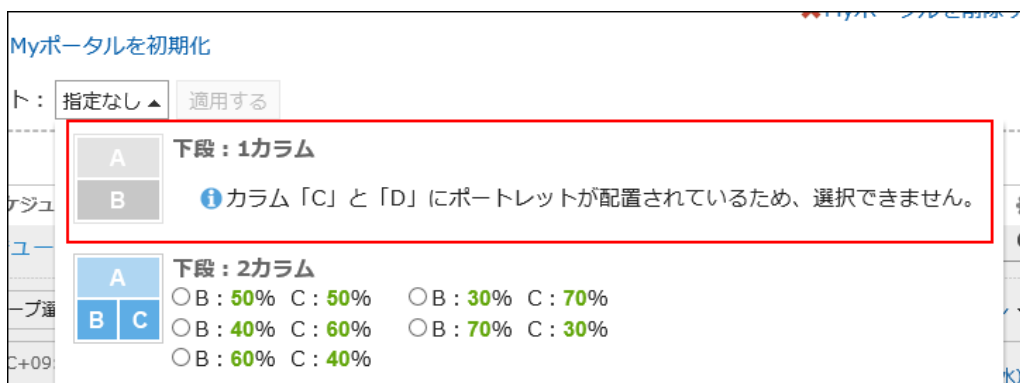 Myポータルを初期化
ト： 指定なし▲ 適用する
A
B
下段：1カラム
カラム「C」と「D」にポートレットが配置されているため、選択できません。
A
B C
下段：2カラム
B：50% C：50% B：30% C：70%
B：40% C：60% B：70% C：30%
B：60% C：40%
ケジュ
ュー
ープ選
C+09: